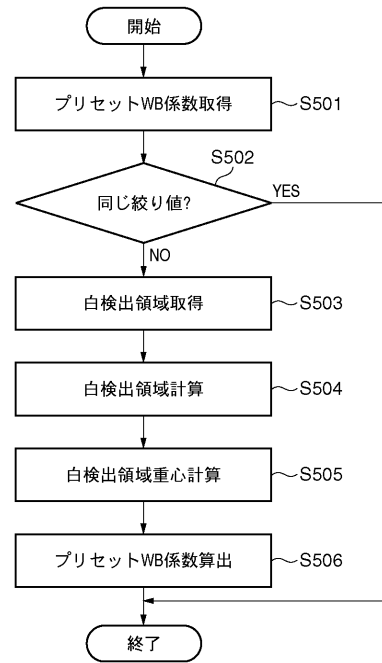 開始
プリセットWB係数取得
S501
S502
同じ絞り値?
YES
NO
白検出領域取得
S503
白検出領域計算
S504
白検出領域重心計算
S505
プリセットWB係数算出
S506
終了